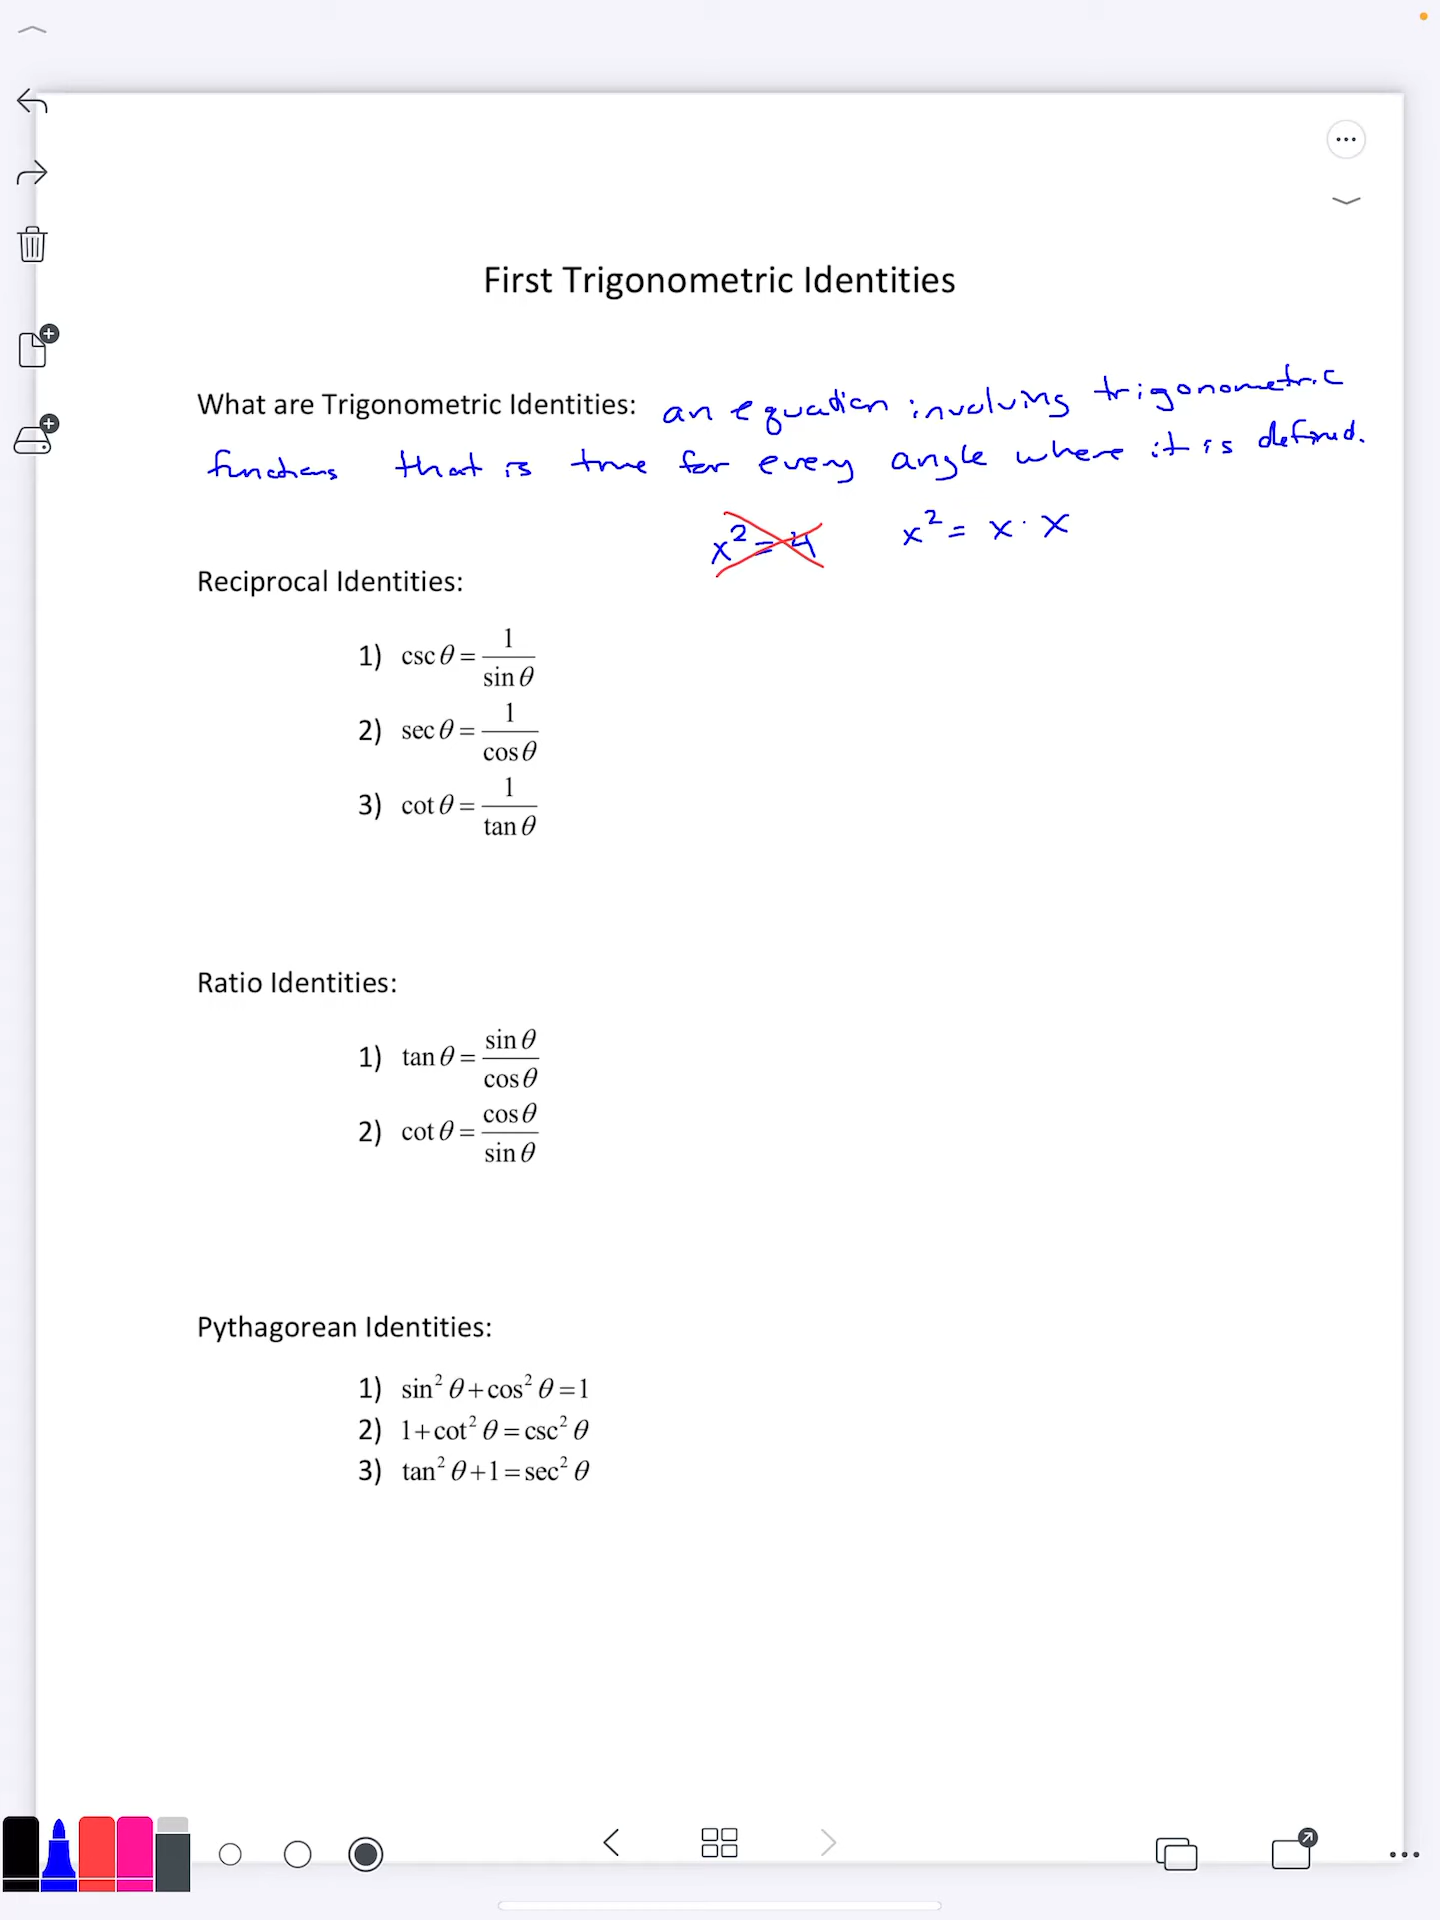 First Trigonometric Identities
What are Trigonometric Identities: an equation involving trigonometric
functions that is true for every angle where it is defined.
x² = 4 x² = x · x
Reciprocal Identities:
1) csc θ = 1/sin θ
2) sec θ = 1/cos θ
3) cot θ = 1/tan θ
Ratio Identities:
1) tan θ = sin θ/cos θ
2) cot θ = cos θ/sin θ
Pythagorean Identities:
1) sin² θ + cos² θ = 1
2) 1 + cot² θ = csc² θ
3) tan² θ + 1 = sec² θ